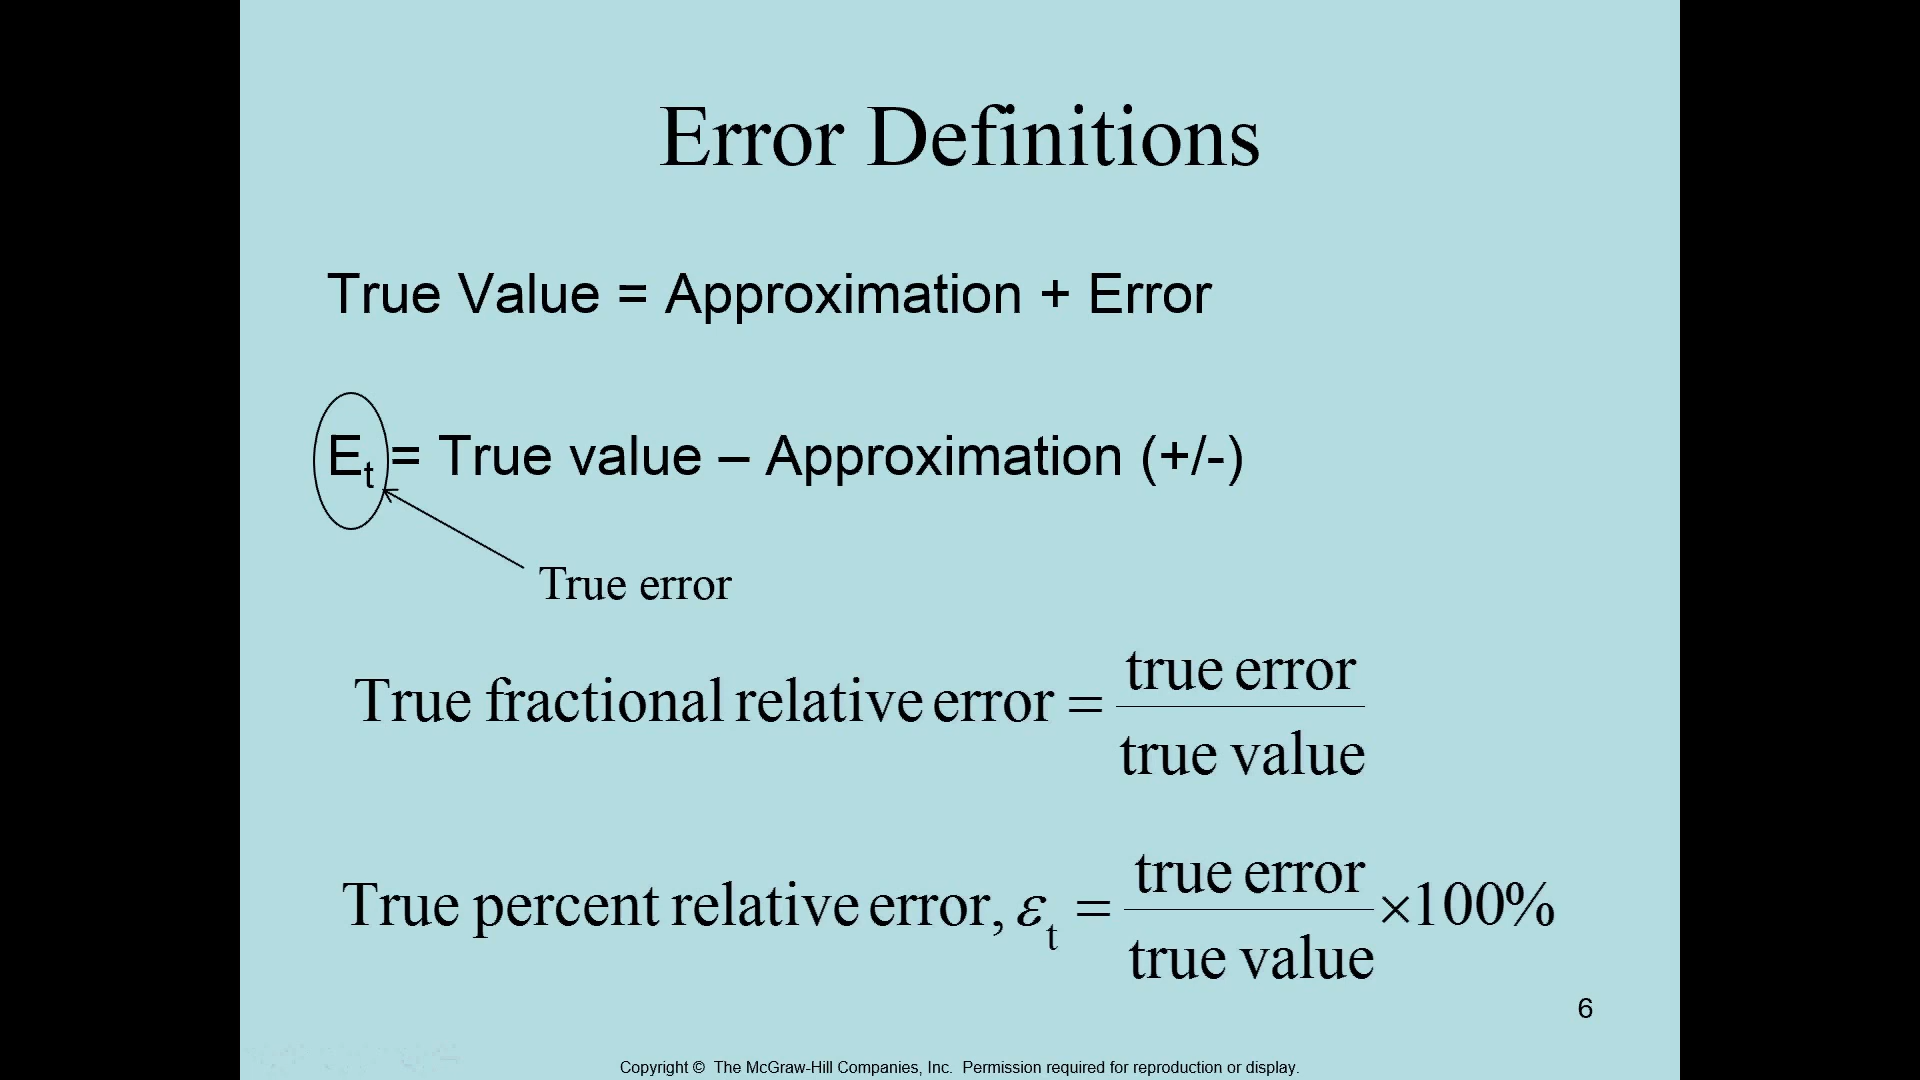 Error Definitions
True Value = Approximation + Error
Eₜ = True value – Approximation (+/-)
True error
True fractional relative error = true error / true value
True percent relative error, εₜ = true error / true value ×100%
6
Copyright © The McGraw-Hill Companies, Inc. Permission required for reproduction or display.